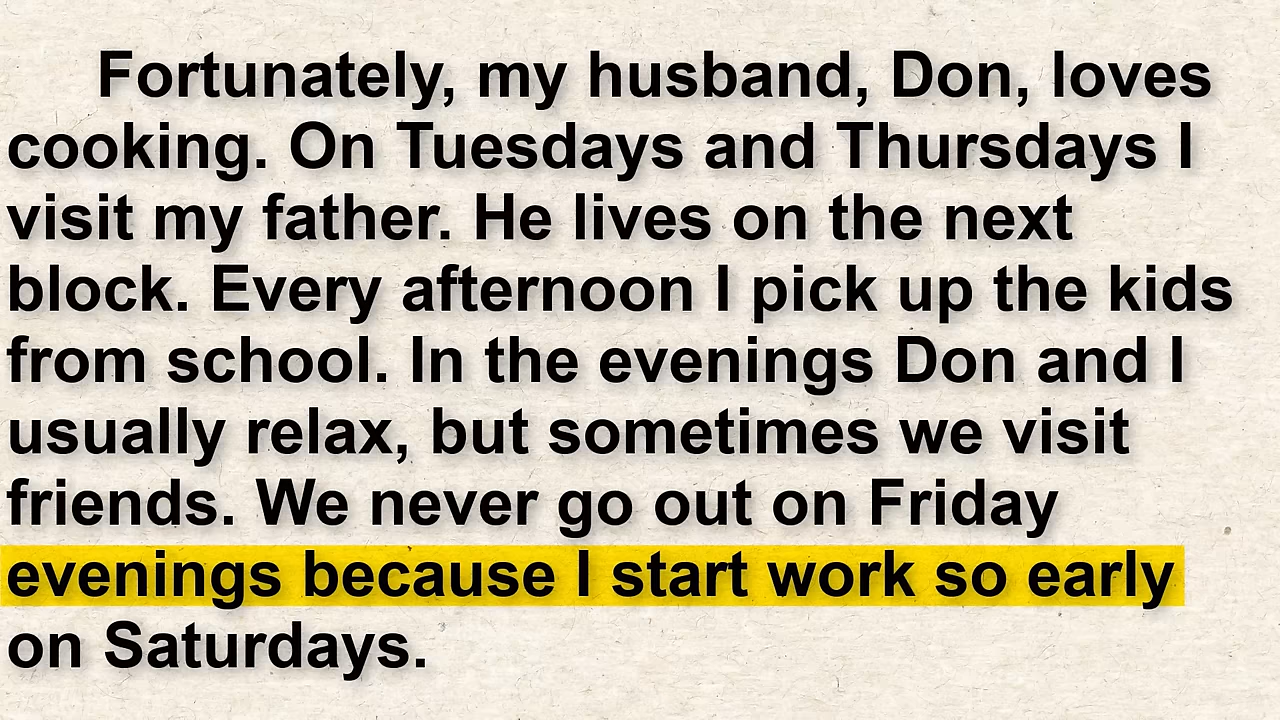 Fortunately, my husband, Don, loves
cooking. On Tuesdays and Thursdays I
visit my father. He lives on the next
block. Every afternoon I pick up the kids
from school. In the evenings Don and I
usually relax, but sometimes we visit
friends. We never go out on Friday
evenings because I start work so early
on Saturdays.